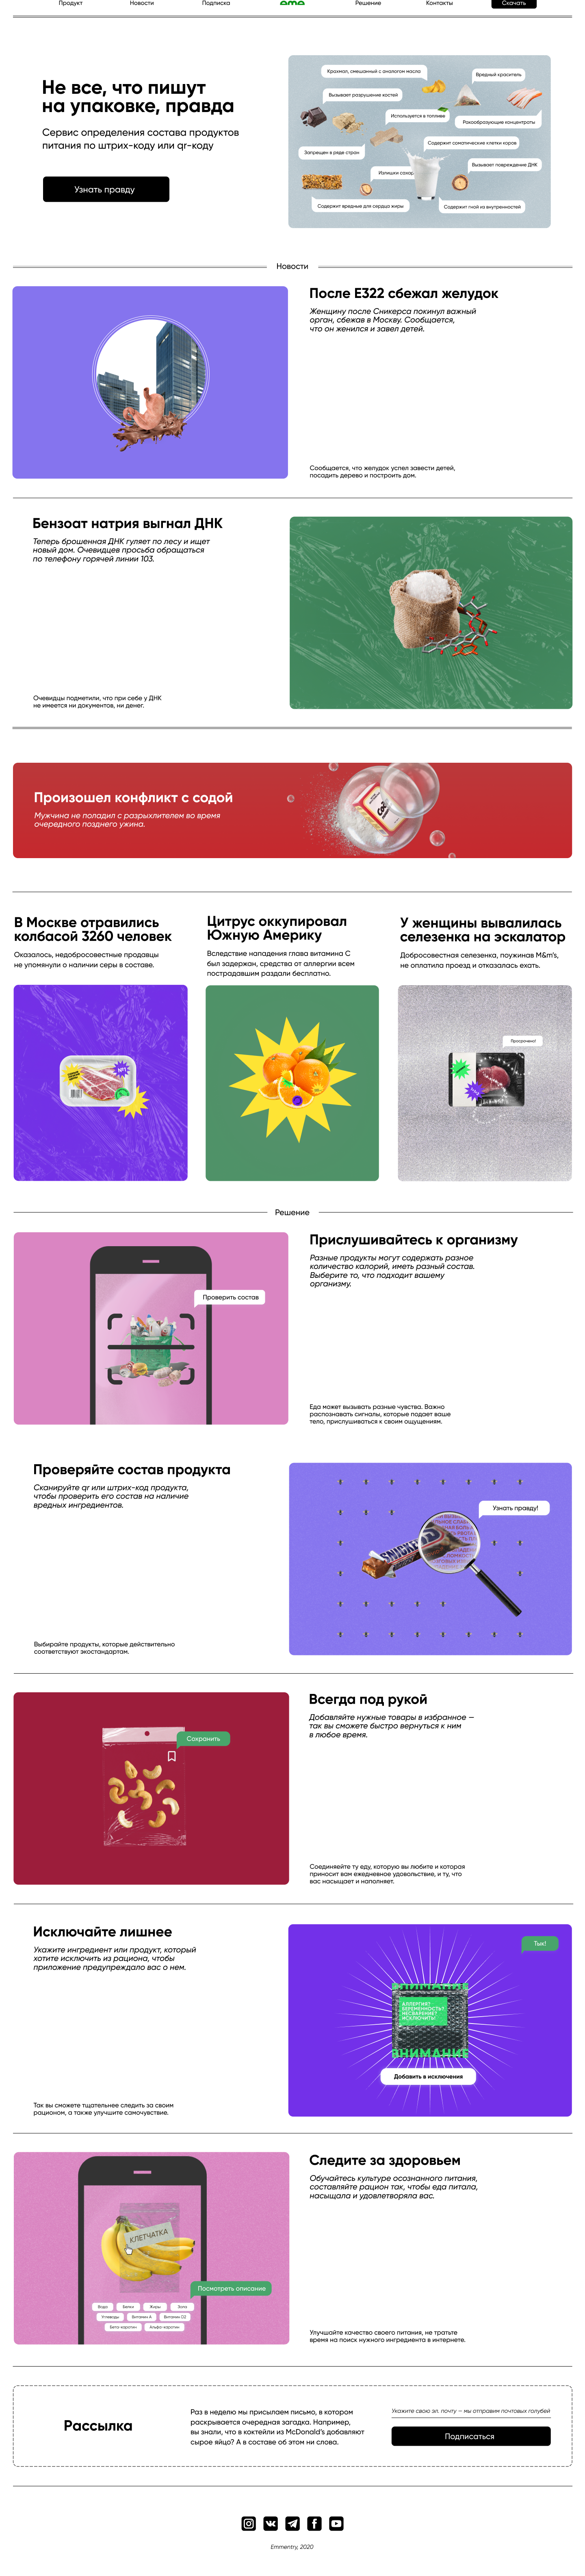 Продукт
Новости
Подписка
eme
Решение
Контакты
Скачать
Не все, что пишут
на упаковке, правда
Сервис определения состава продуктов
питания по штрих-коду или qr-коду
Узнать правду
Крахмал, смешанный с аналогом масла
Вредный краситель
Вызывает разрушение костей
Используется в топливе
Ракообразующие концентраты
Содержит соматические клетки коров
Запрещен в ряде стран
Вызывает повреждение ДНК
Излишки сахар
Содержит вредные для сердца жиры
Содержит гной из внутренностей
Новости
После Е322 сбежал желудок
Женщину после Сникерса покинул важный
орган, сбежав в Москву. Сообщается,
что он женился и завел детей.
Сообщается, что желудок успел завести детей,
посадить дерево и построить дом.
Бензоат натрия выгнал ДНК
Теперь брошенная ДНК гуляет по лесу и ищет
новый дом. Очевидцев просьба обращаться
по телефону горячей линии 103.
Очевидцы подметили, что при себе у ДНК
не имеется ни документов, ни денег.
Произошел конфликт с содой
Мужчина не поладил с разрыхлителем во время
очередного позднего ужина.
В Москве отравились
колбасой 3260 человек
Оказалось, недобросовестные продавцы
не упомянули о наличии серы в составе.
Цитрус оккупировал
Южную Америку
Вследствие нападения глава витамина С
был задержан, средства от аллергии всем
пострадавшим раздали бесплатно.
У женщины вывалилась
селезенка на эскалатор
Добросовестная селезенка, поужинав M&m's,
не оплатила проезд и отказалась ехать.
Просрочено!
Решение
Прислушивайтесь к организму
Разные продукты могут содержать разное
количество калорий, иметь разный состав.
Выберите то, что подходит вашему
организму.
Проверить состав
Еда может вызывать разные чувства. Важно
распознавать сигналы, которые подает ваше
тело, прислушиваться к своим ощущениям.
Проверяйте состав продукта
Сканируйте qr или штрих-код продукта,
чтобы проверить его состав на наличие
вредных ингредиентов.
Узнать правду!
Выбирайте продукты, которые действительно
соответствуют экостандартам.
Всегда под рукой
Добавляйте нужные товары в избранное —
так вы сможете быстро вернуться к ним
в любое время.
Сохранить
Соединяейте ту еду, которую вы любите и которая
приносит вам ежедневное удовольствие, и ту, что
вас насыщает и наполняет.
Исключайте лишнее
Укажите ингредиент или продукт, который
хотите исключить из рациона, чтобы
приложение предупреждало вас о нем.
Тык!
АЛЛЕРГИЯ?
БЕРЕМЕННОСТЬ?
НЕСВАРЕНИЕ?
ИСКЛЮЧИТЬ!
ВНИМАНИЕ
Добавить в исключения
Так вы сможете тщательнее следить за своим
рационом, а также улучшите самочувствие.
Следите за здоровьем
Обучайтесь культуре осознанного питания,
составляйте рацион так, чтобы еда питала,
насыщала и удовлетворяла вас.
КЛЕТЧАТКА
Посмотреть описание
Вода
Белки
Жиры
Зола
Углеводы
Витамин А
Витамин D2
Бета-каротин
Альфа-каротин
Улучшайте качество своего питания, не тратьте
время на поиск нужного ингредиента в интернете.
Рассылка
Раз в неделю мы присылаем письмо, в котором
раскрывается очередная загадка. Например,
вы знали, что в коктейли из McDonald's добавляют
сырое яйцо? А в составе об этом ни слова.
Укажите свою эл. почту — мы отправим почтовых голубей
Подписаться
Emmentry, 2020